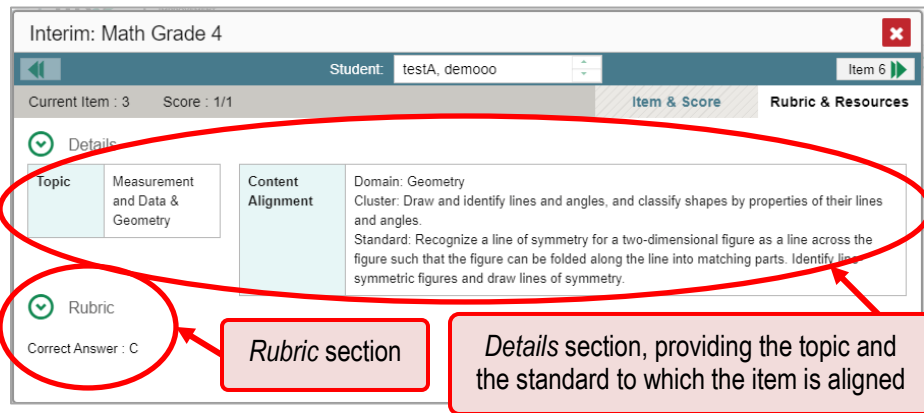 Interim: Math Grade 4
Student: testA, demooo
Item 6
Current Item : 3 Score : 1/1
Item & Score
Rubric & Resources
Details
Topic
Measurement
and Data &
Geometry
Content
Alignment
Domain: Geometry
Cluster: Draw and identify lines and angles, and classify shapes by properties of their lines
and angles.
Standard: Recognize a line of symmetry for a two-dimensional figure as a line across the
figure such that the figure can be folded along the line into matching parts. Identify line
symmetric figures and draw lines of symmetry.
Rubric
Correct Answer : C
Rubric section
Details section, providing the topic and
the standard to which the item is aligned